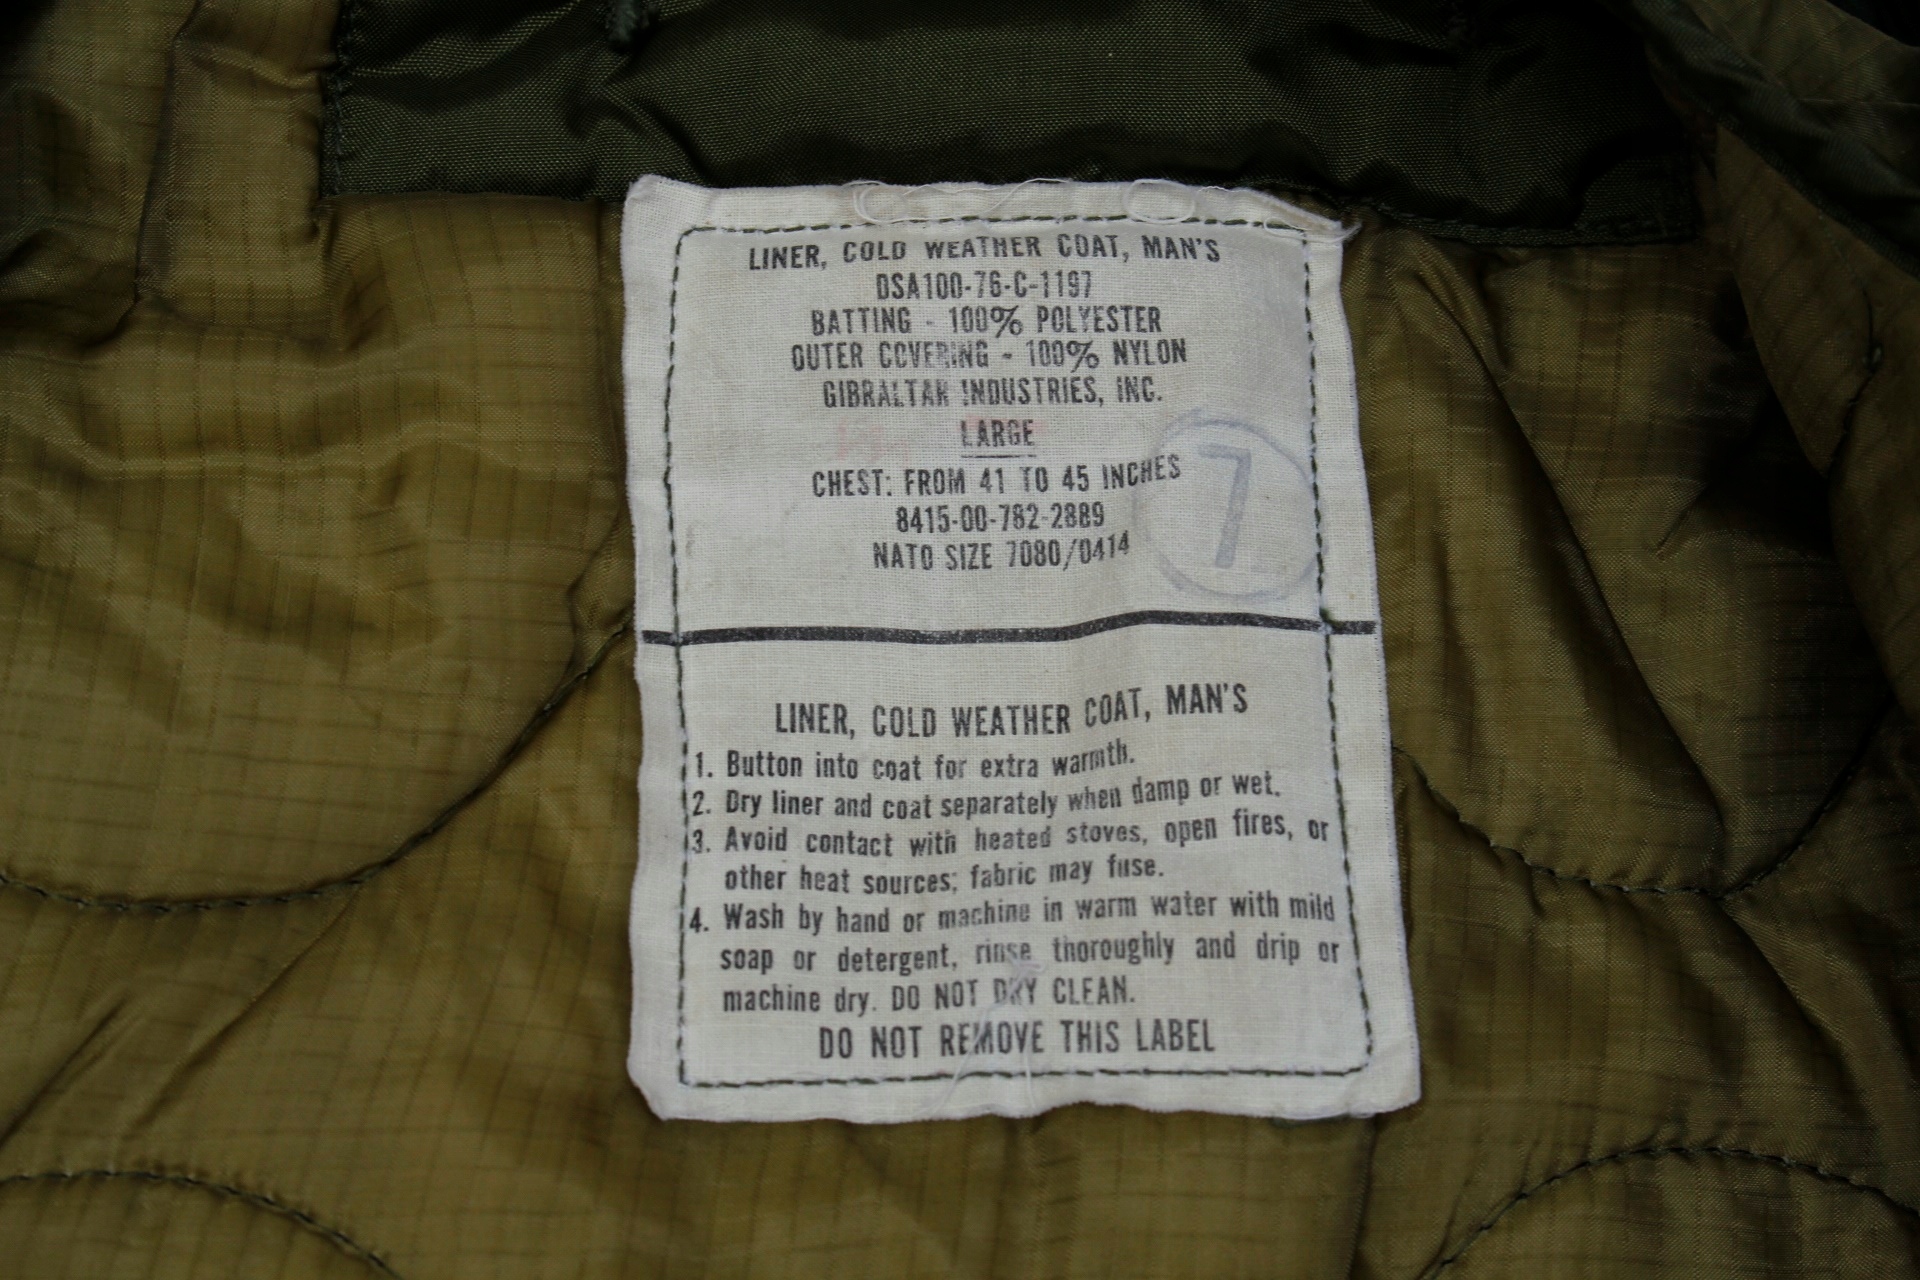 LINER, COLD WEATHER COAT, MAN'S
DSA100-76-C-1197
BATTING - 100% POLYESTER
OUTER COVERING - 100% NYLON
GIBRALTAR INDUSTRIES, INC.
LARGE
CHEST: FROM 41 TO 45 INCHES
8415-00-782-2889
NATO SIZE 7080/0414
7
LINER, COLD WEATHER COAT, MAN'S
1. Button into coat for extra warmth.
2. Dry liner and coat separately when damp or wet.
3. Avoid contact with heated stoves, open fires, or
other heat sources; fabric may fuse.
4. Wash by hand or machine in warm water with mild
soap or detergent, rinse thoroughly and drip or
machine dry. DO NOT DRY CLEAN.
DO NOT REMOVE THIS LABEL